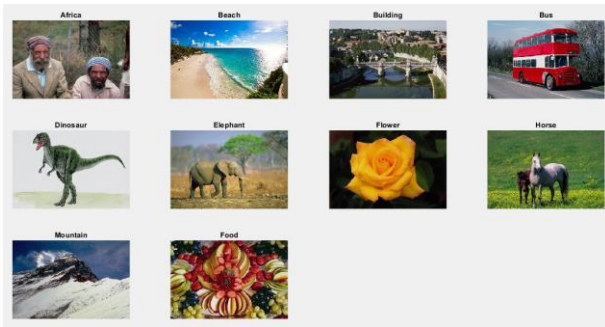 Africa
Beach
Building
Bus
Dinosaur
Elephant
Flower
Horse
Mountain
Food